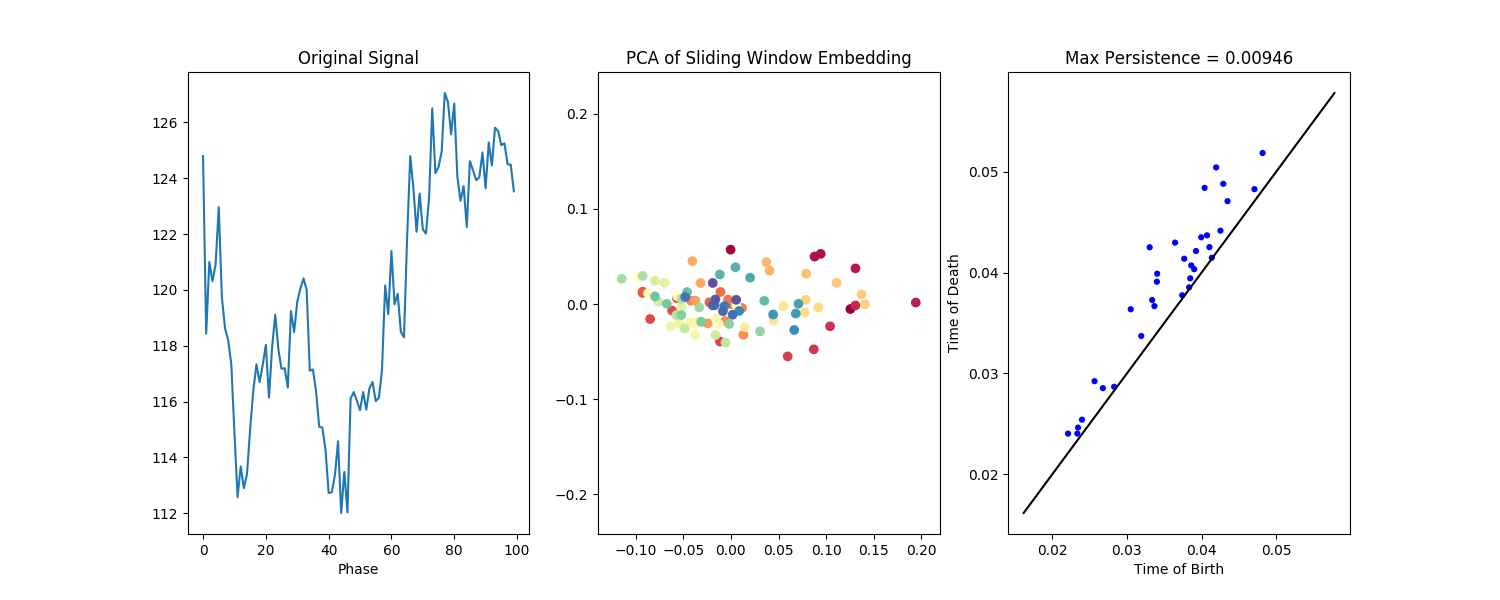 Original Signal
126
124
122
120
118
116
114
112
0 20 40 60 80 100
Phase
PCA of Sliding Window Embedding
0.2
0.1
0.0
−0.1
−0.2
−0.10 −0.05 0.00 0.05 0.10 0.15 0.20
Max Persistence = 0.00946
Time of Death
0.05
0.04
0.03
0.02
0.02 0.03 0.04 0.05
Time of Birth